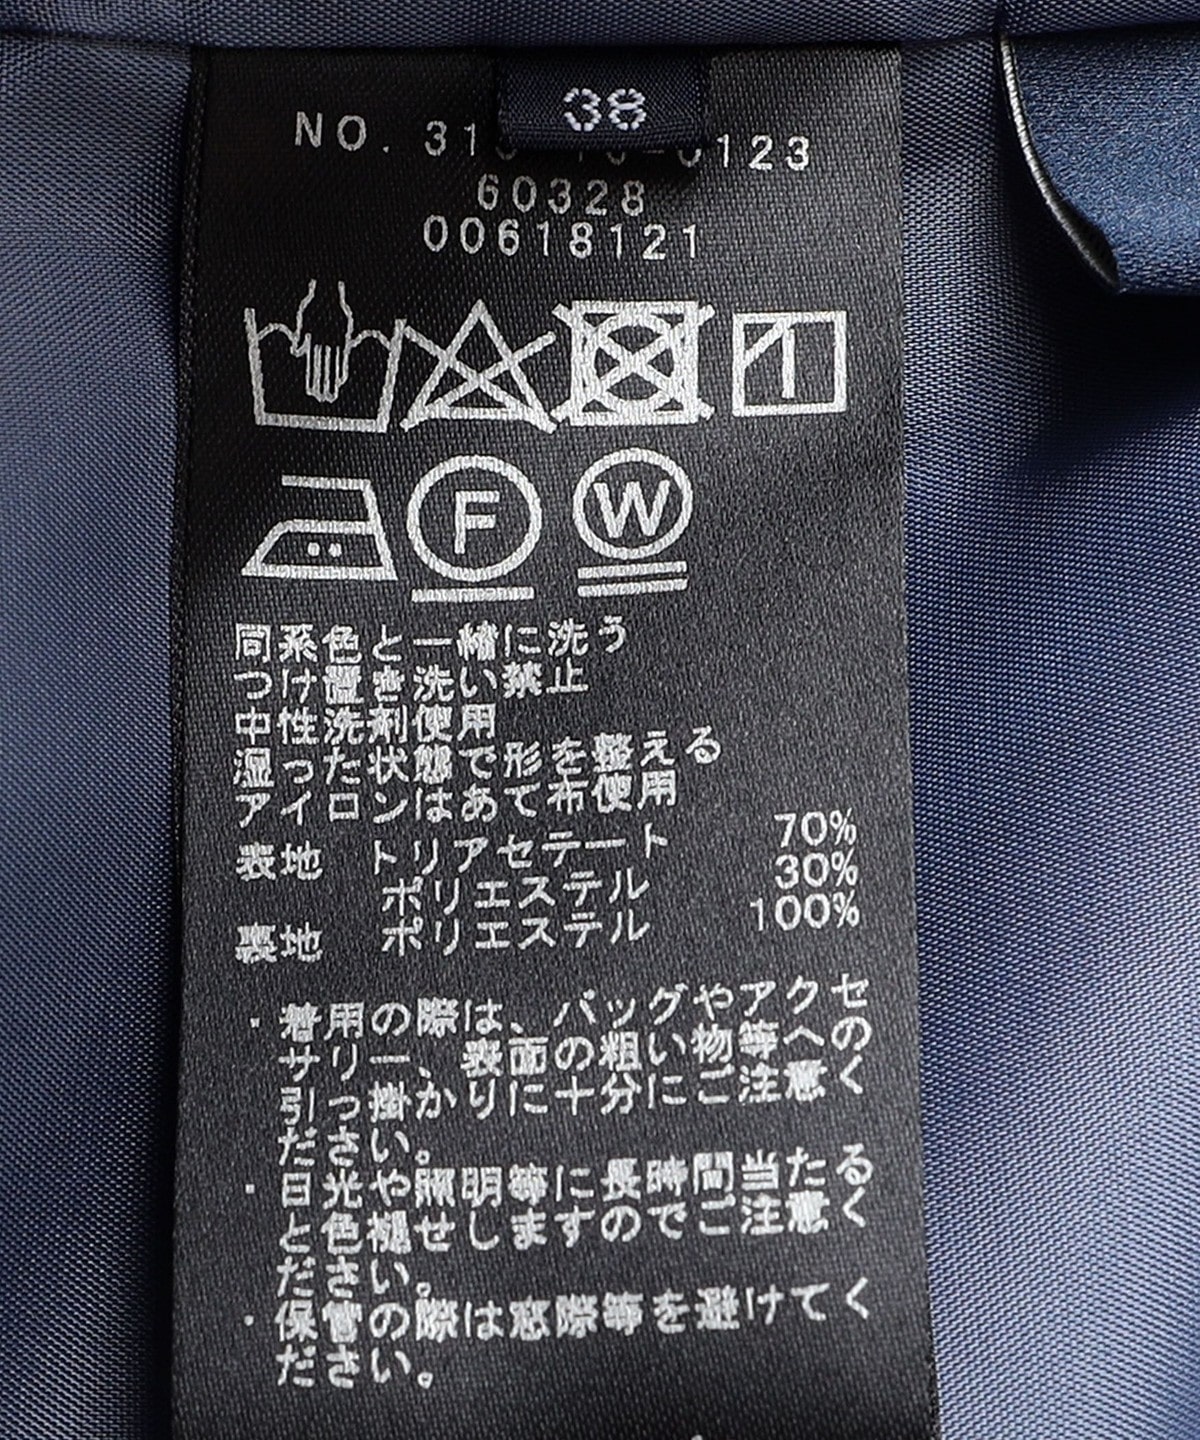 38
NO. 31
0123
60328
00618121
F
W
同系色と一緒に洗う
つけ置き洗い禁止
中性洗剤使用
湿った状態で形を整える
アイロンはあて布使用
表地 トリアセテート 70%
ポリエステル 30%
裏地 ポリエステル 100%
・着用の際は、バッグやアクセ
サリー、表面の粗い物等への
引っ掛かりに十分にご注意く
ださい。
・日光や照明等に長時間当たる
と色褪せしますのでご注意く
ださい。
・保管の際は窓際等を避けてく
ださい。